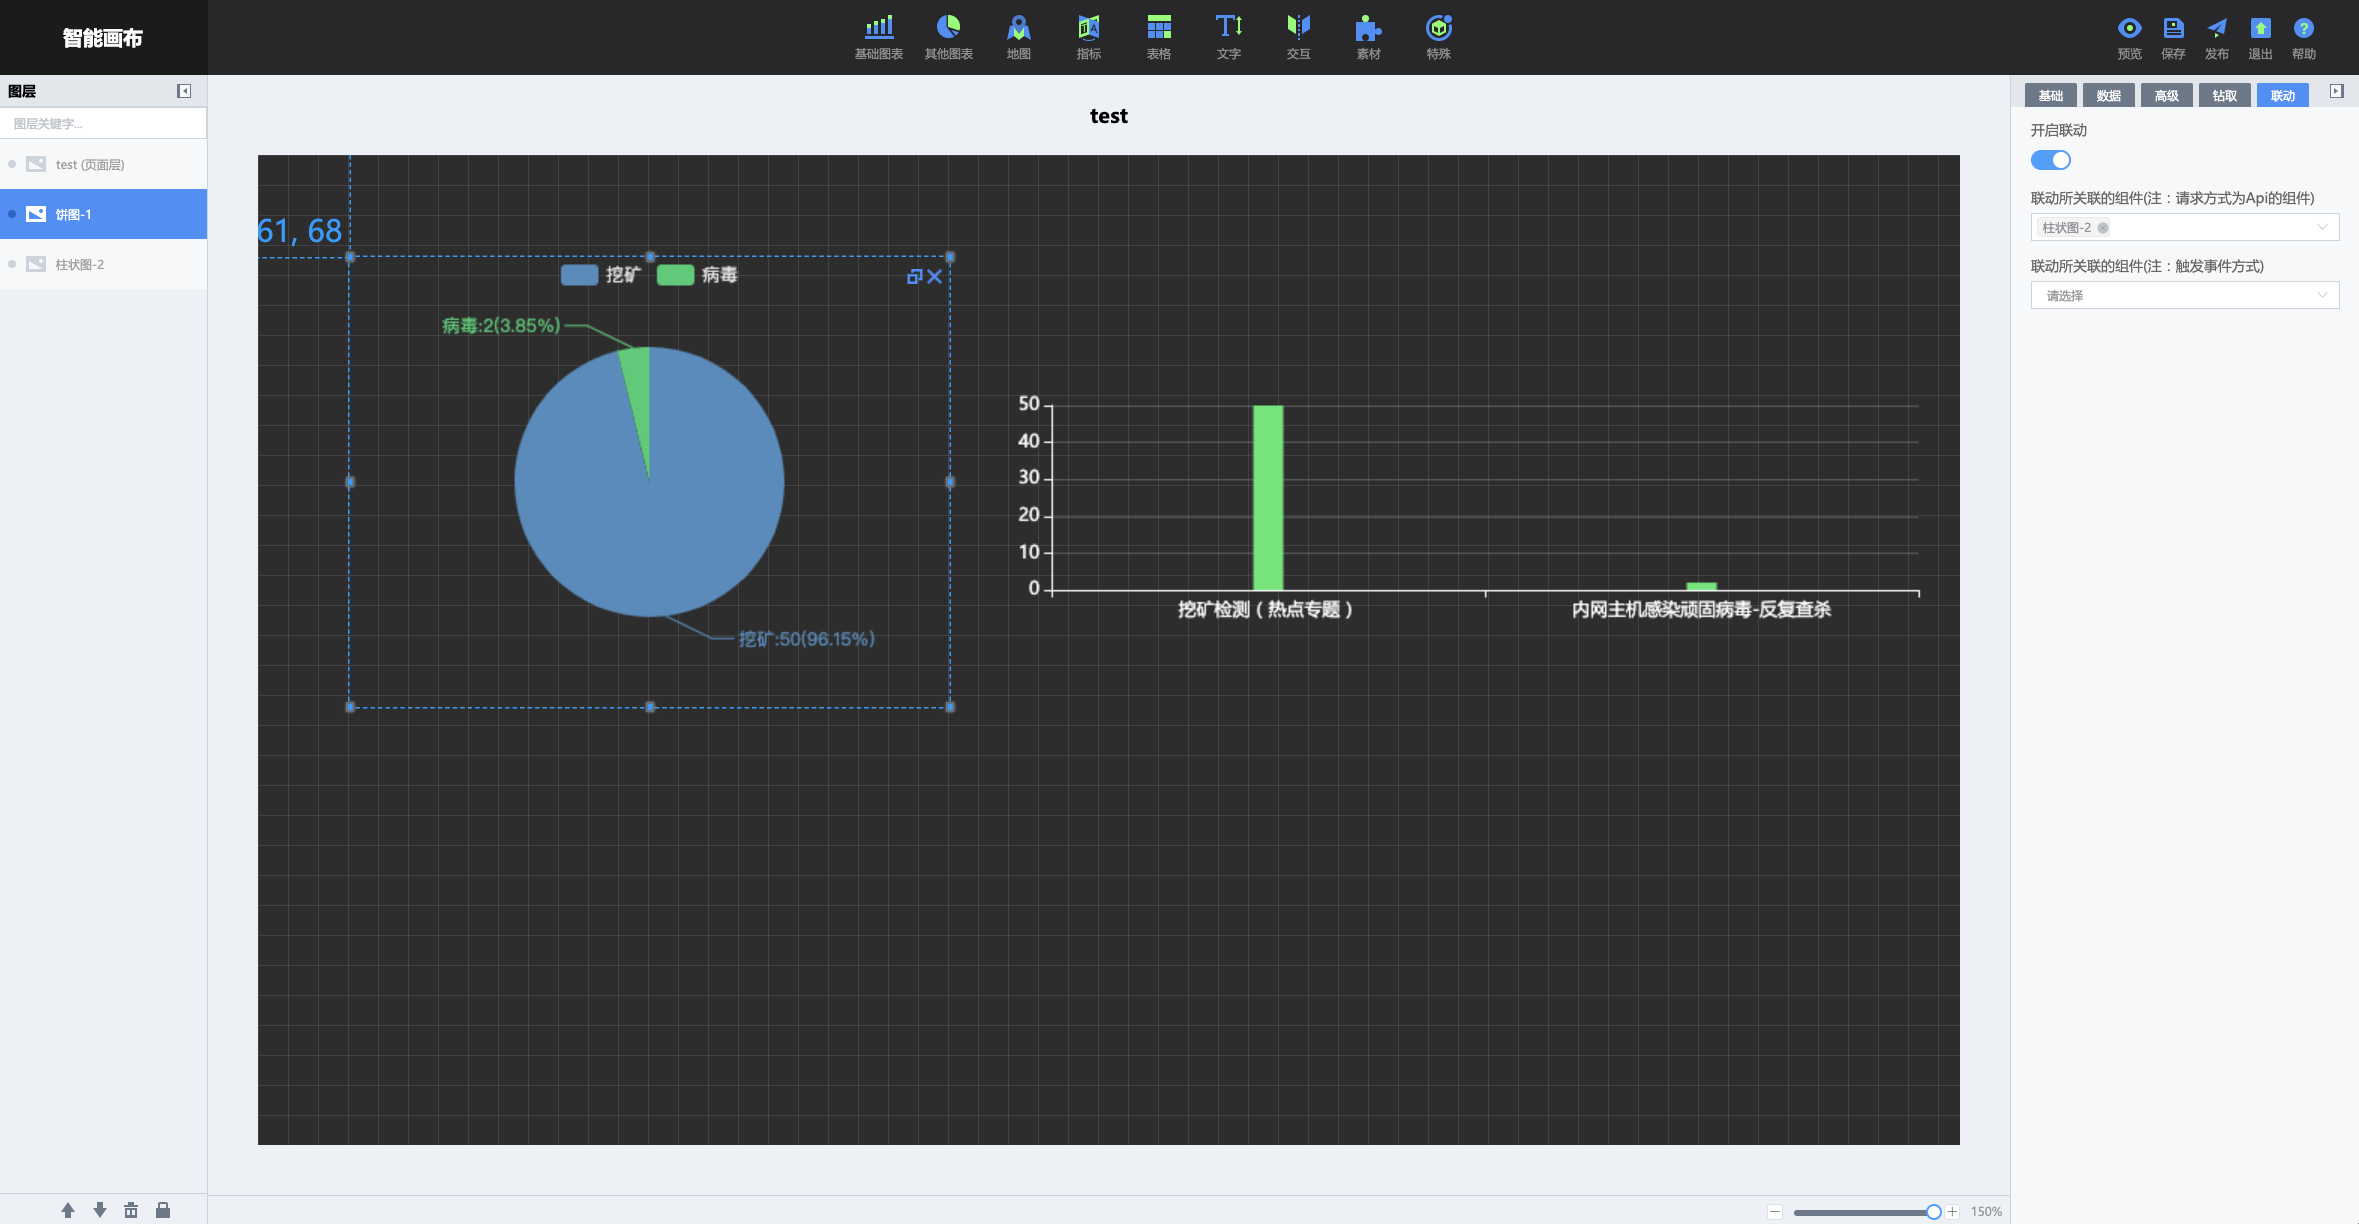 智能画布
基础图表
其他图表
地图
指标
表格
文字
交互
素材
特殊
预览
保存
发布
退出
帮助
图层
图层关键字...
test (页面层)
饼图-1
柱状图-2
test
61, 68
挖矿
病毒
病毒:2(3.85%)
挖矿:50(96.15%)
50
40
30
20
10
0
挖矿检测（热点专题）
内网主机感染顽固病毒-反复查杀
基础
数据
高级
钻取
联动
开启联动
联动所关联的组件(注：请求方式为Api的组件)
柱状图-2
联动所关联的组件(注：触发事件方式)
请选择
150%